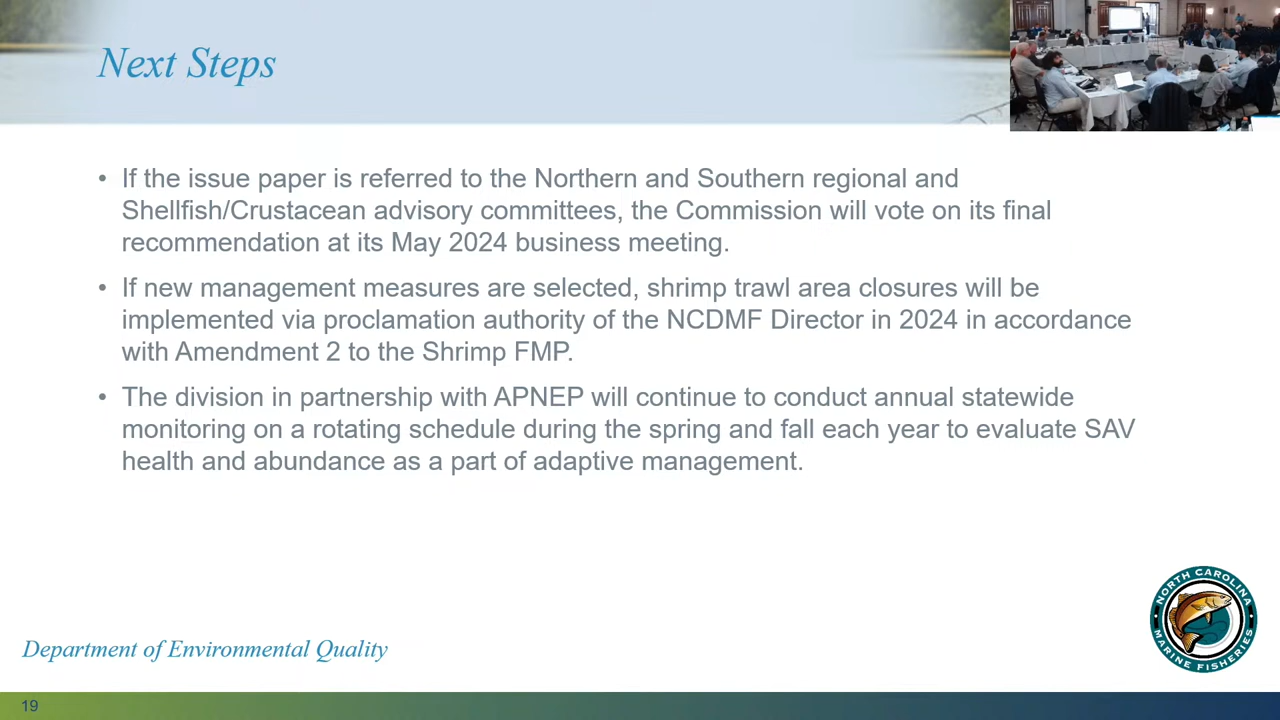 Next Steps
• If the issue paper is referred to the Northern and Southern regional and
Shellfish/Crustacean advisory committees, the Commission will vote on its final
recommendation at its May 2024 business meeting.
• If new management measures are selected, shrimp trawl area closures will be
implemented via proclamation authority of the NCDMF Director in 2024 in accordance
with Amendment 2 to the Shrimp FMP.
• The division in partnership with APNEP will continue to conduct annual statewide
monitoring on a rotating schedule during the spring and fall each year to evaluate SAV
health and abundance as a part of adaptive management.
NORTH CAROLINA
MARINE FISHERIES
Department of Environmental Quality
19